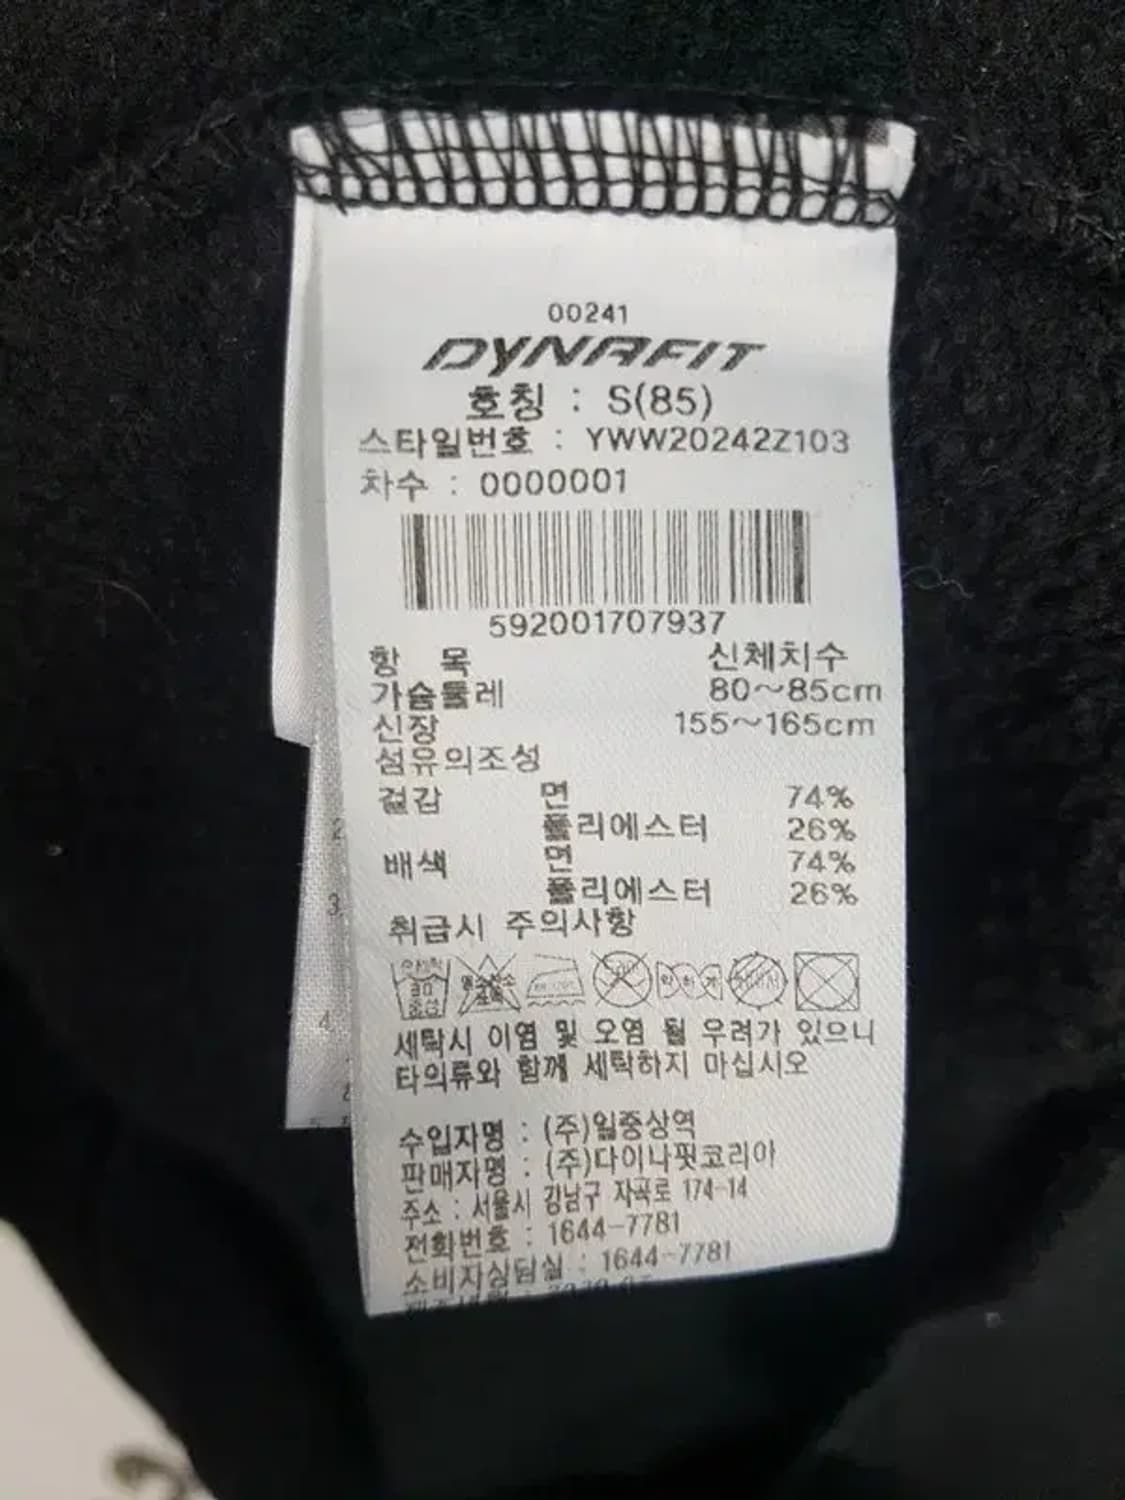 00241
DYNAFIT
호칭 : S(85)
스타일번호 : YWW20242Z103
차수 : 0000001
592001707937
항 목 신체치수
가슴둘레 80~85cm
신장 155~165cm
섬유의조성
겉감 면 74%
폴리에스터 26%
배색 면 74%
폴리에스터 26%
취급시 주의사항
세탁시 이염 및 오염 될 우려가 있으니
타의류와 함께 세탁하지 마십시오
수입자명 : (주)일중상역
판매자명 : (주)다이나핏코리아
주소 : 서울시 강남구 자곡로 174-14
전화번호 : 1644-7781
소비자상담실 : 1644-7781
2
3
4